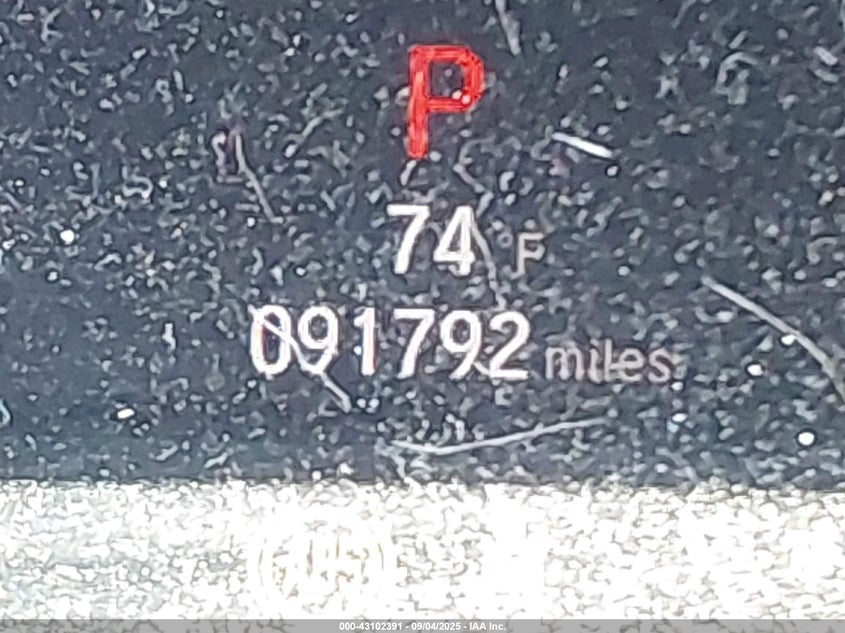 P
74 °F
091792 miles
000-43102391 - 09/04/2025 - IAA Inc.